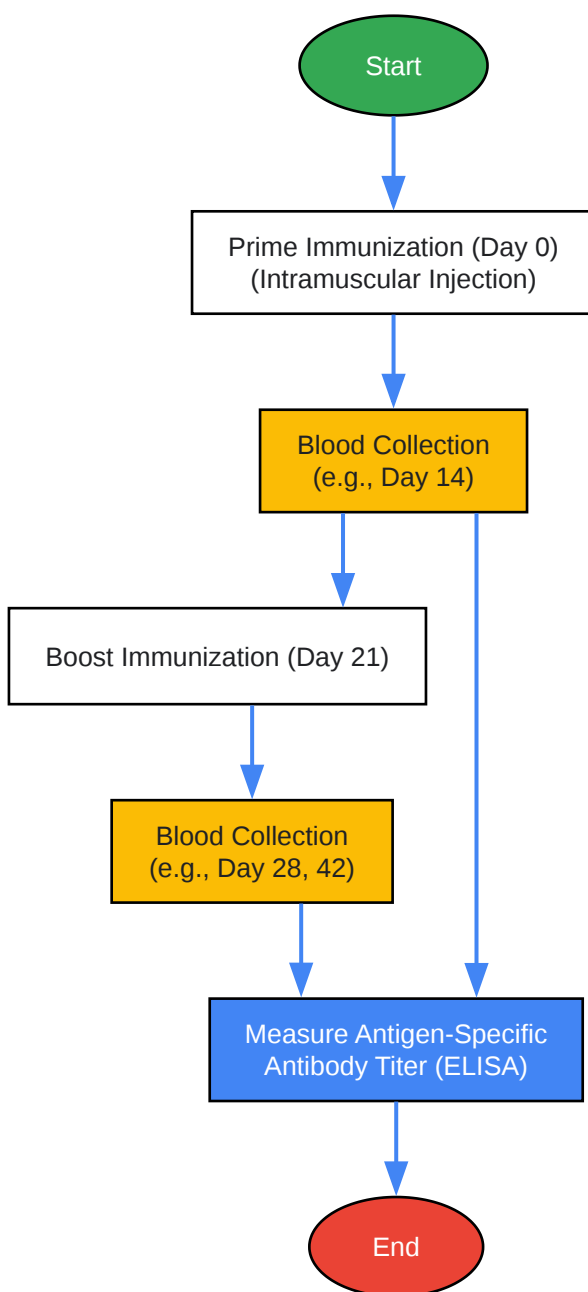 Start
Prime Immunization (Day 0)
(Intramuscular Injection)
Blood Collection
(e.g., Day 14)
Boost Immunization (Day 21)
Blood Collection
(e.g., Day 28, 42)
Measure Antigen-Specific
Antibody Titer (ELISA)
End